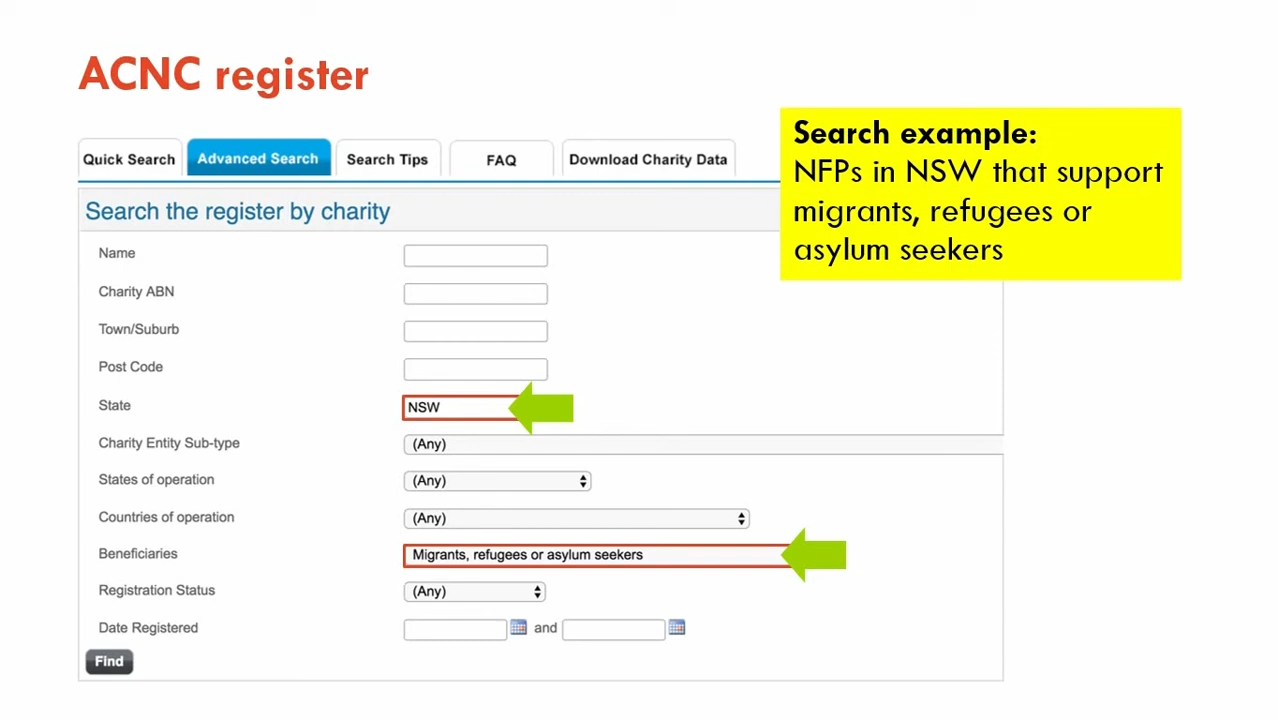 ACNC register
Quick Search
Advanced Search
Search Tips
FAQ
Download Charity Data
Search example:
NFPs in NSW that support
migrants, refugees or
asylum seekers
Search the register by charity
Name
Charity ABN
Town/Suburb
Post Code
State NSW
Charity Entity Sub-type (Any)
States of operation (Any)
Countries of operation (Any)
Beneficiaries Migrants, refugees or asylum seekers
Registration Status (Any)
Date Registered and
Find